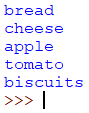 bread
cheese
apple
tomato
biscuits
>>>